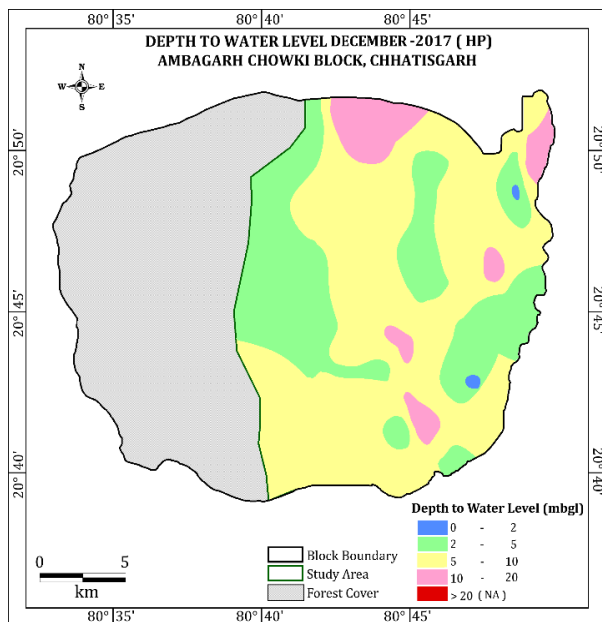 80° 35' 80° 40' 80° 45'
DEPTH TO WATER LEVEL DECEMBER -2017 ( HP)
AMBAGARH CHOWKI BLOCK, CHHATISGARH
N
W E
S
20° 50' 20° 50'
20° 45' 20° 45'
20° 40' 20° 40'
Depth to Water Level (mbgl)
0 - 2
2 - 5
5 - 10
10 - 20
> 20 ( NA )
Block Boundary
Study Area
Forest Cover
0 5
km
80° 35' 80° 40' 80° 45'